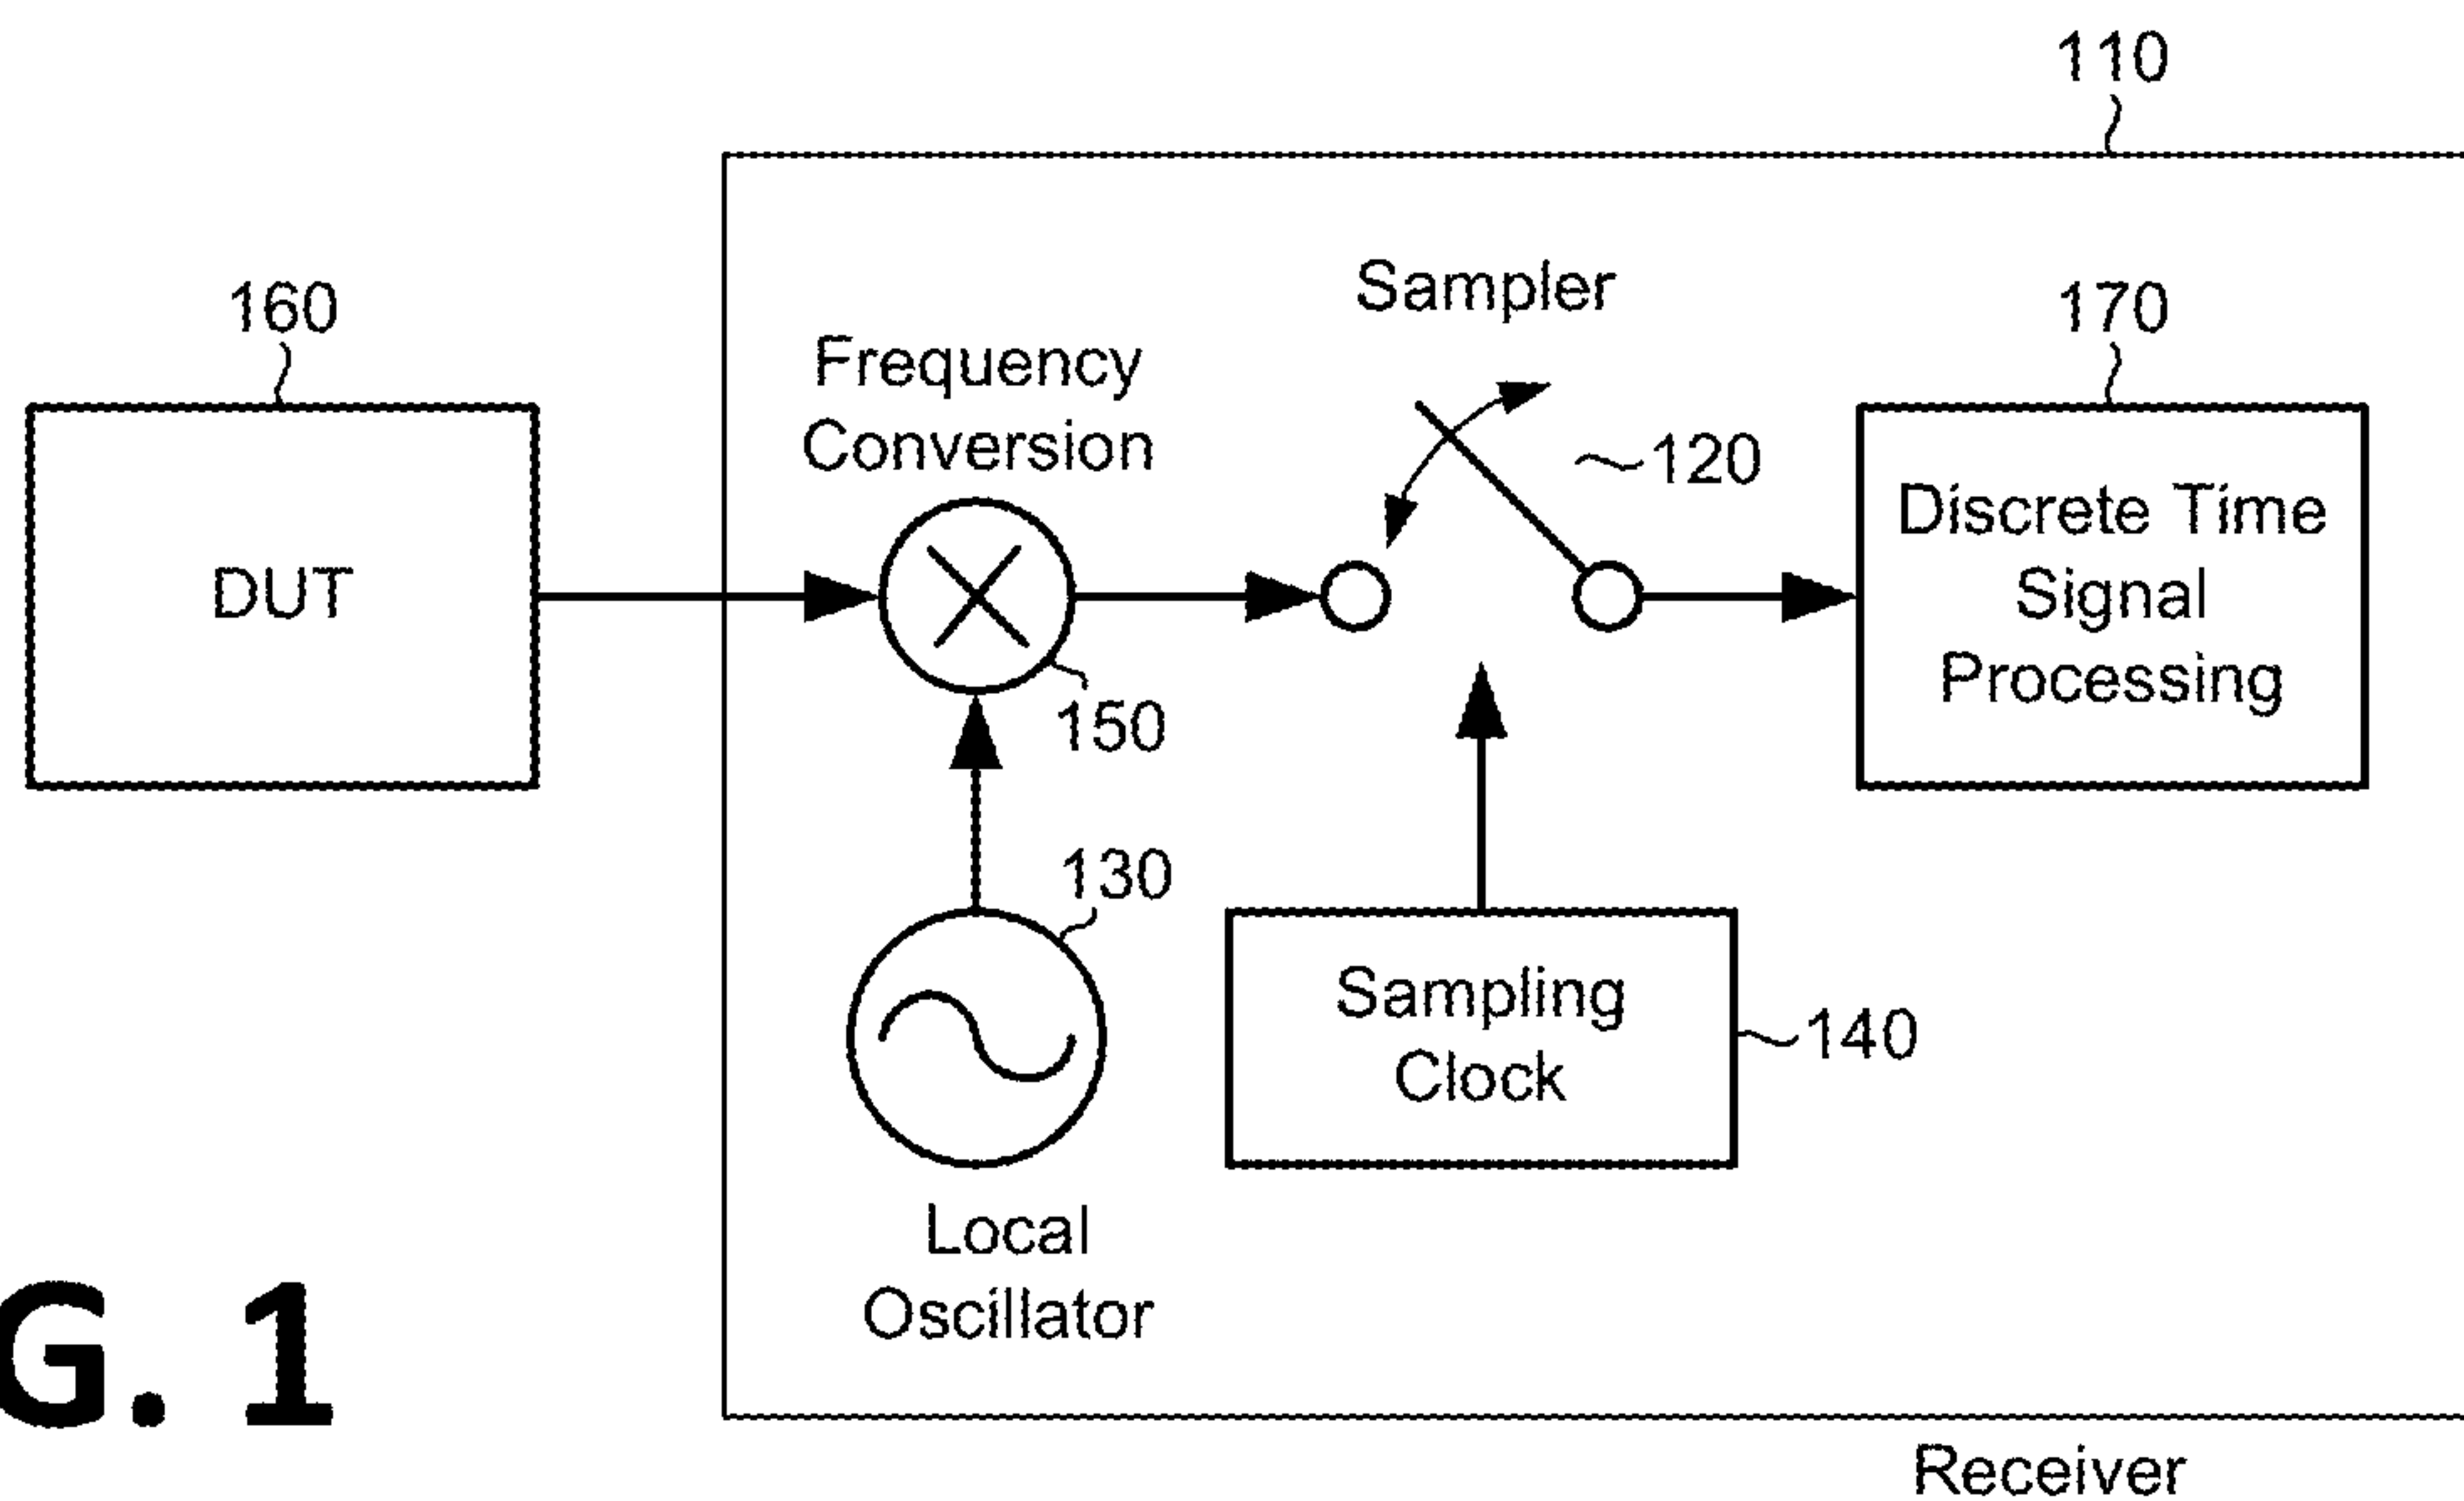 110
Sampler
160
170
Frequency
Conversion
120
DUT
Discrete Time
Signal
Processing
150
130
Sampling
Clock
140
Local
Oscillator
G. 1
Receiver